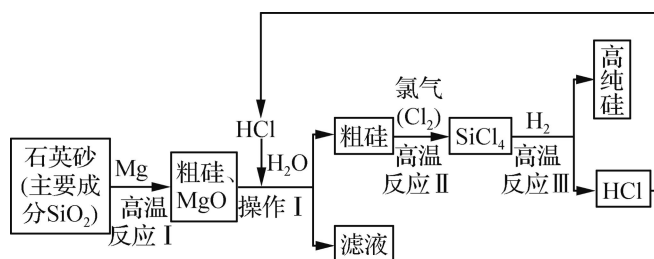 石英砂
(主要成
分SiO₂)
Mg
高温
反应Ⅰ
粗硅、
MgO
HCl
H₂O
操作Ⅰ
粗硅
滤液
氯气
(Cl₂)
高温
反应Ⅱ
SiCl₄
H₂
高温
反应Ⅲ
高
纯
硅
HCl